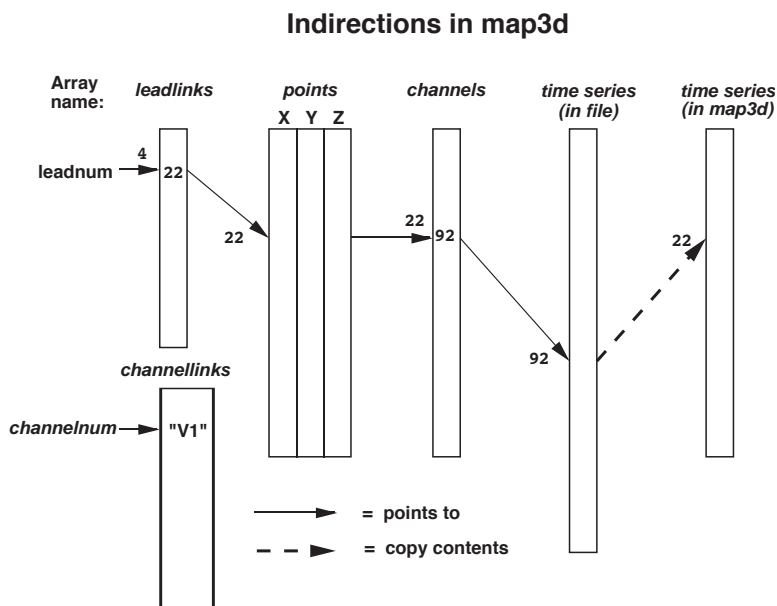 Indirections in map3d
Array name:
leadlinks
points
channels
time series (in file)
time series (in map3d)
X Y Z
leadnum
4
22
22
22
92
92
22
channellinks
channelnum
"V1"
= points to
= copy contents